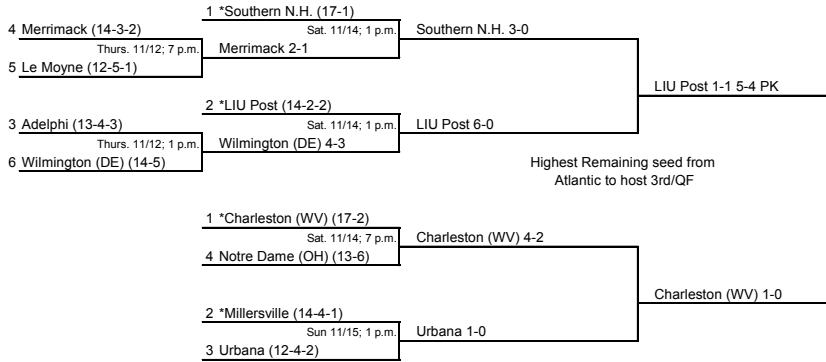 1 *Southern N.H. (17-1)
4 Merrimack (14-3-2)
Sat. 11/14; 1 p.m.
Southern N.H. 3-0
Thurs. 11/12; 7 p.m.
Merrimack 2-1
5 Le Moyne (12-5-1)
LIU Post 1-1 5-4 PK
2 *LIU Post (14-2-2)
3 Adelphi (13-4-3)
Sat. 11/14; 1 p.m.
LIU Post 6-0
Thurs. 11/12; 1 p.m.
Wilmington (DE) 4-3
6 Wilmington (DE) (14-5)
Highest Remaining seed from
Atlantic to host 3rd/QF
1 *Charleston (WV) (17-2)
Sat. 11/14; 7 p.m.
Charleston (WV) 4-2
4 Notre Dame (OH) (13-6)
Charleston (WV) 1-0
2 *Millersville (14-4-1)
Sun 11/15; 1 p.m.
Urbana 1-0
3 Urbana (12-4-2)